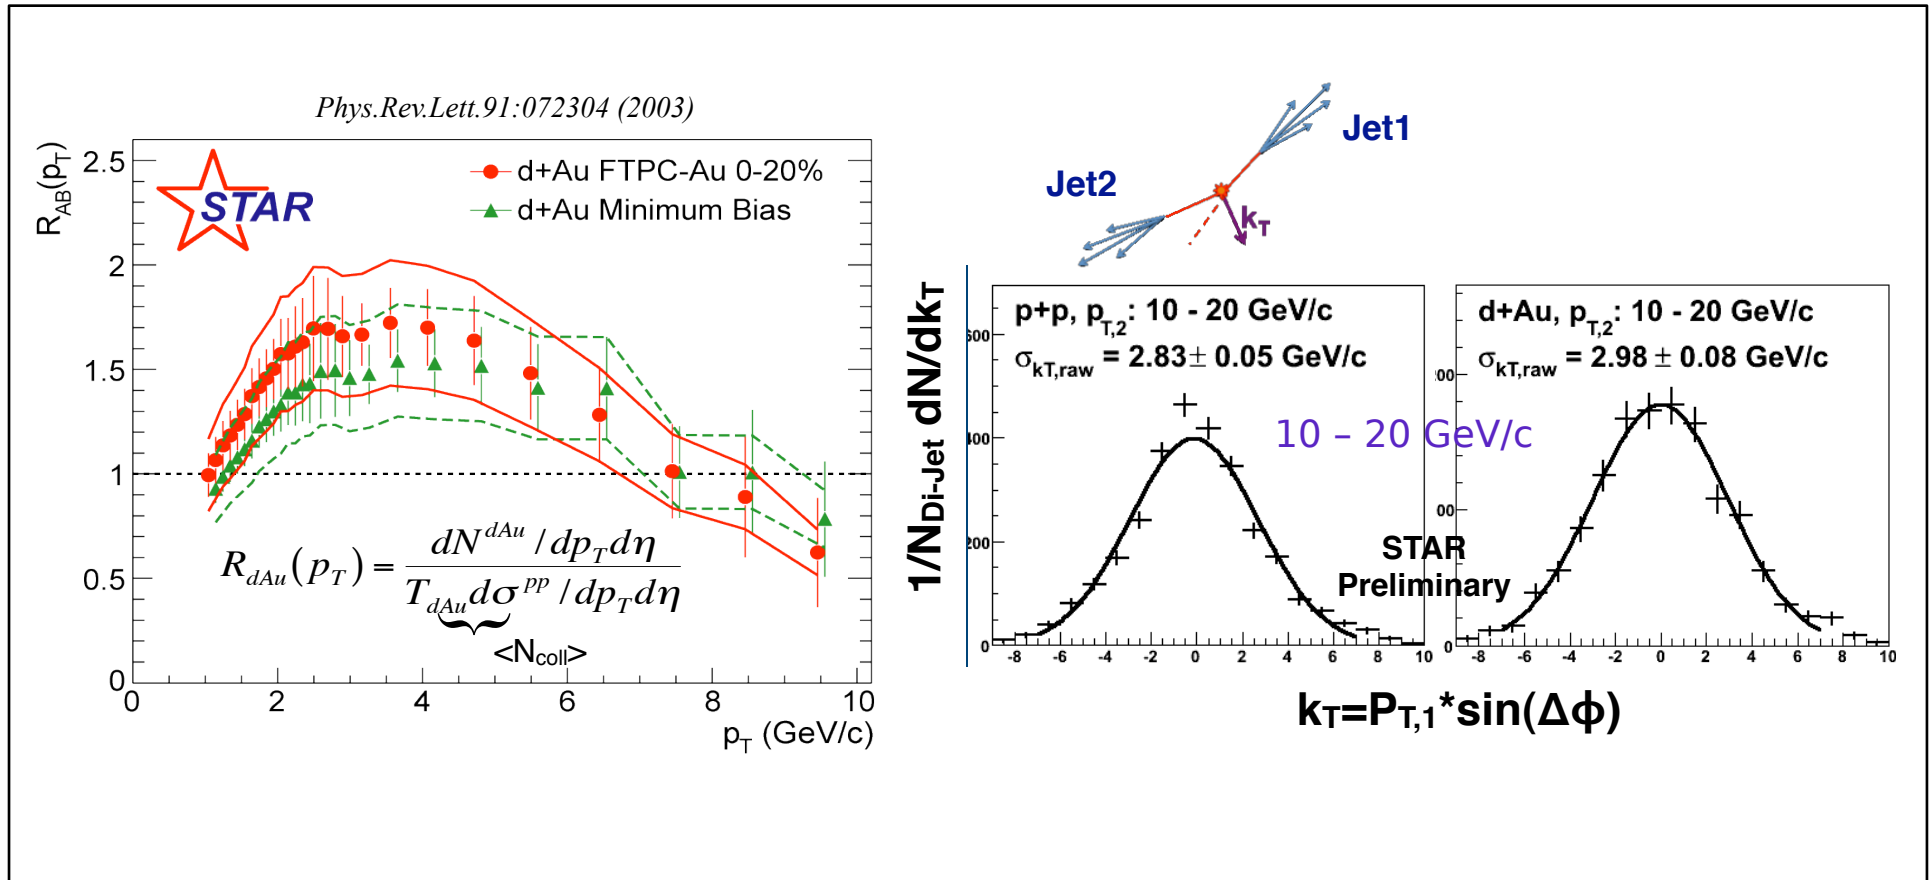 Phys.Rev.Lett.91:072304 (2003)
R_AB(p_T)
2.5
2
1.5
1
0.5
0
STAR
d+Au FTPC-Au 0-20%
d+Au Minimum Bias
R_dAu(p_T) = dN^dAu /dp_T dη
T_dAu dσ^pp /dp_T dη
<N_coll>
0 2 4 6 8 10
p_T (GeV/c)
Jet1
Jet2
k_T
1/N_Di-Jet dN/dk_T
p+p, p_T,2: 10 - 20 GeV/c
σ_kT,raw = 2.83 ± 0.05 GeV/c
600
400
200
0
-8 -6 -4 -2 0 2 4 6 8 10
d+Au, p_T,2: 10 - 20 GeV/c
σ_kT,raw = 2.98 ± 0.08 GeV/c
10 – 20 GeV/c
STAR
Preliminary
0
-8 -6 -4 -2 0 2 4 6 8 10
k_T=P_T,1*sin(Δϕ)